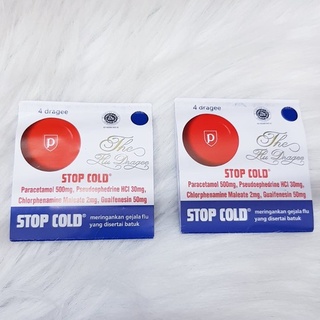 4 dragee
The
Flu Dragee
P
STOP COLD®
Paracetamol 500mg, Pseudoephedrine HCl 30mg,
Chlorphenamine Maleate 2mg, Guaifenesin 50mg
STOP COLD® meringankan gejala flu
yang disertai batuk
4 dragee
The
Flu Dragee
P
STOP COLD®
Paracetamol 500mg, Pseudoephedrine HCl 30mg,
Chlorphenamine Maleate 2mg, Guaifenesin 50mg
STOP COLD® meringankan gejala flu
yang disertai batuk